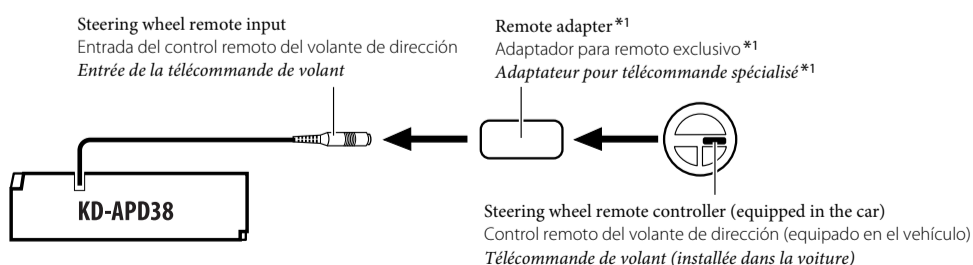 Steering wheel remote input
Entrada del control remoto del volante de dirección
Entrée de la télécommande de volant
Remote adapter*1
Adaptador para remoto exclusivo*1
Adaptateur pour télécommande spécialisé*1
KD-APD38
Steering wheel remote controller (equipped in the car)
Control remoto del volante de dirección (equipado en el vehículo)
Télécommande de volant (installée dans la voiture)